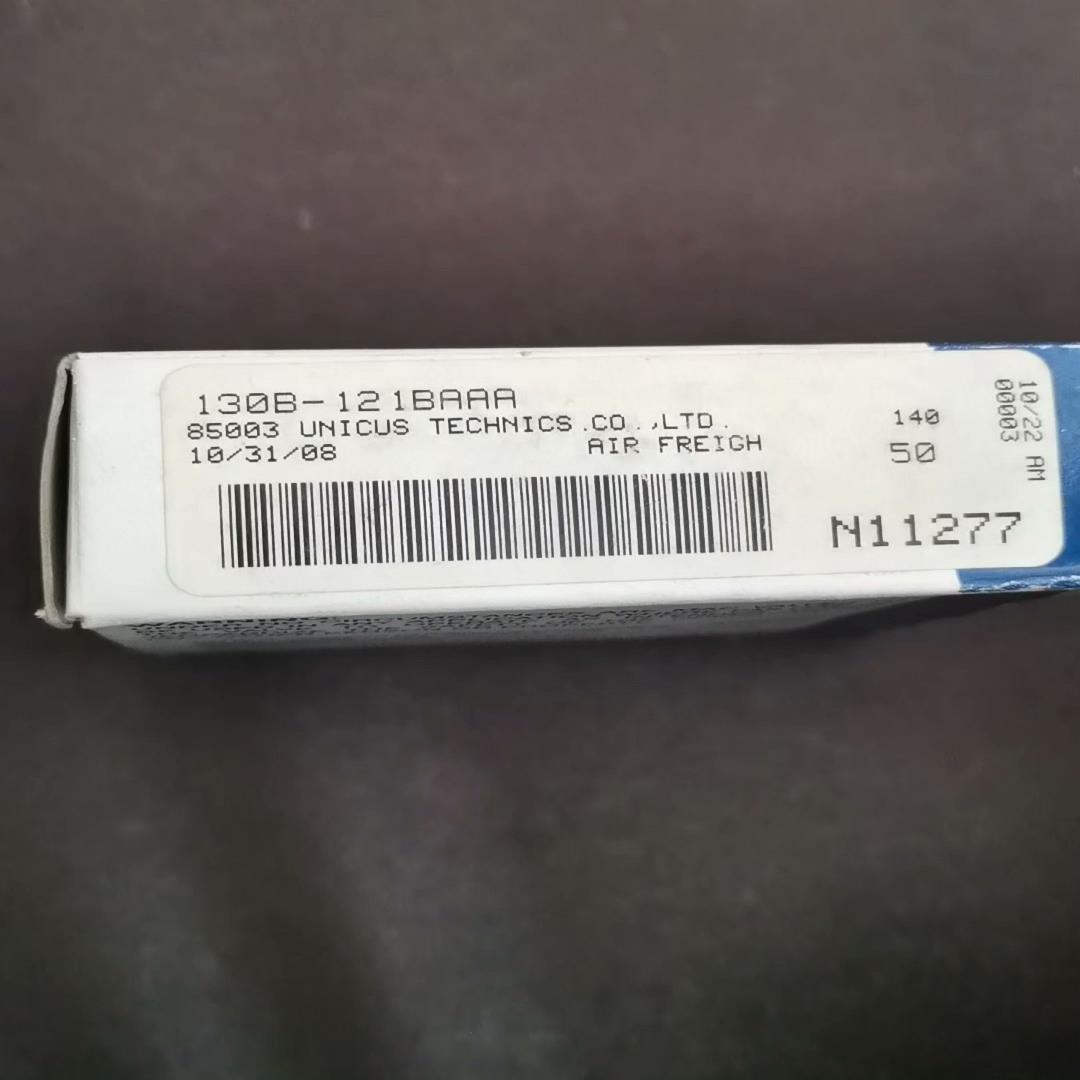 130B-121BAAA
85003 UNICUS TECHNICS.CO.,LTD.
10/31/08 AIR FREIGH
140
50
N11277
10/22 AM
00003
WARNING